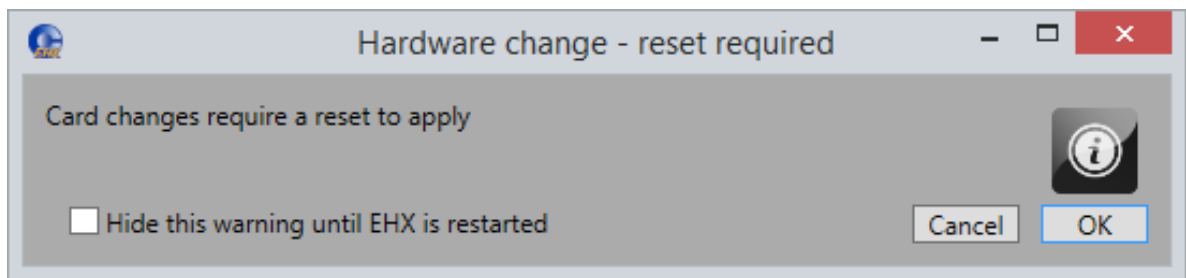 Hardware change - reset required
Card changes require a reset to apply
Hide this warning until EHX is restarted
Cancel
OK